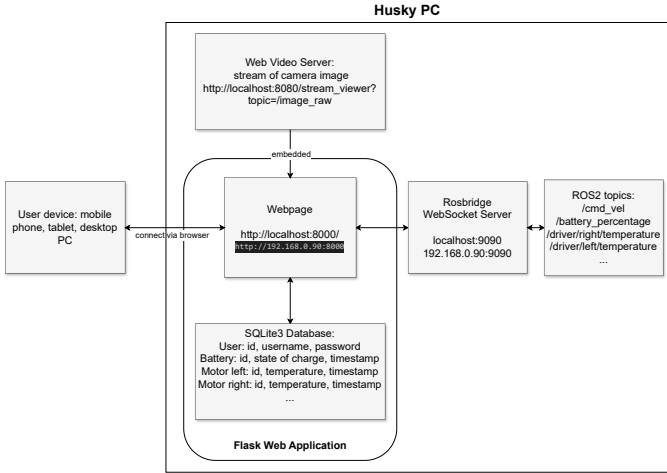 Husky PC
Web Video Server:
stream of camera image
http://localhost:8080/stream_viewer?
topic=/image_raw
embedded
User device: mobile
phone, tablet, desktop
PC
connect via browser
Webpage
http://localhost:8000/
http://192.168.0.90:8000
Rosbridge
WebSocket Server
localhost:9090
192.168.0.90:9090
ROS2 topics:
/cmd_vel
/battery_percentage
/driver/right/temperature
/driver/left/temperature
...
SQLite3 Database:
User: id, username, password
Battery: id, state of charge, timestamp
Motor left: id, temperature, timestamp
Motor right: id, temperature, timestamp
...
Flask Web Application